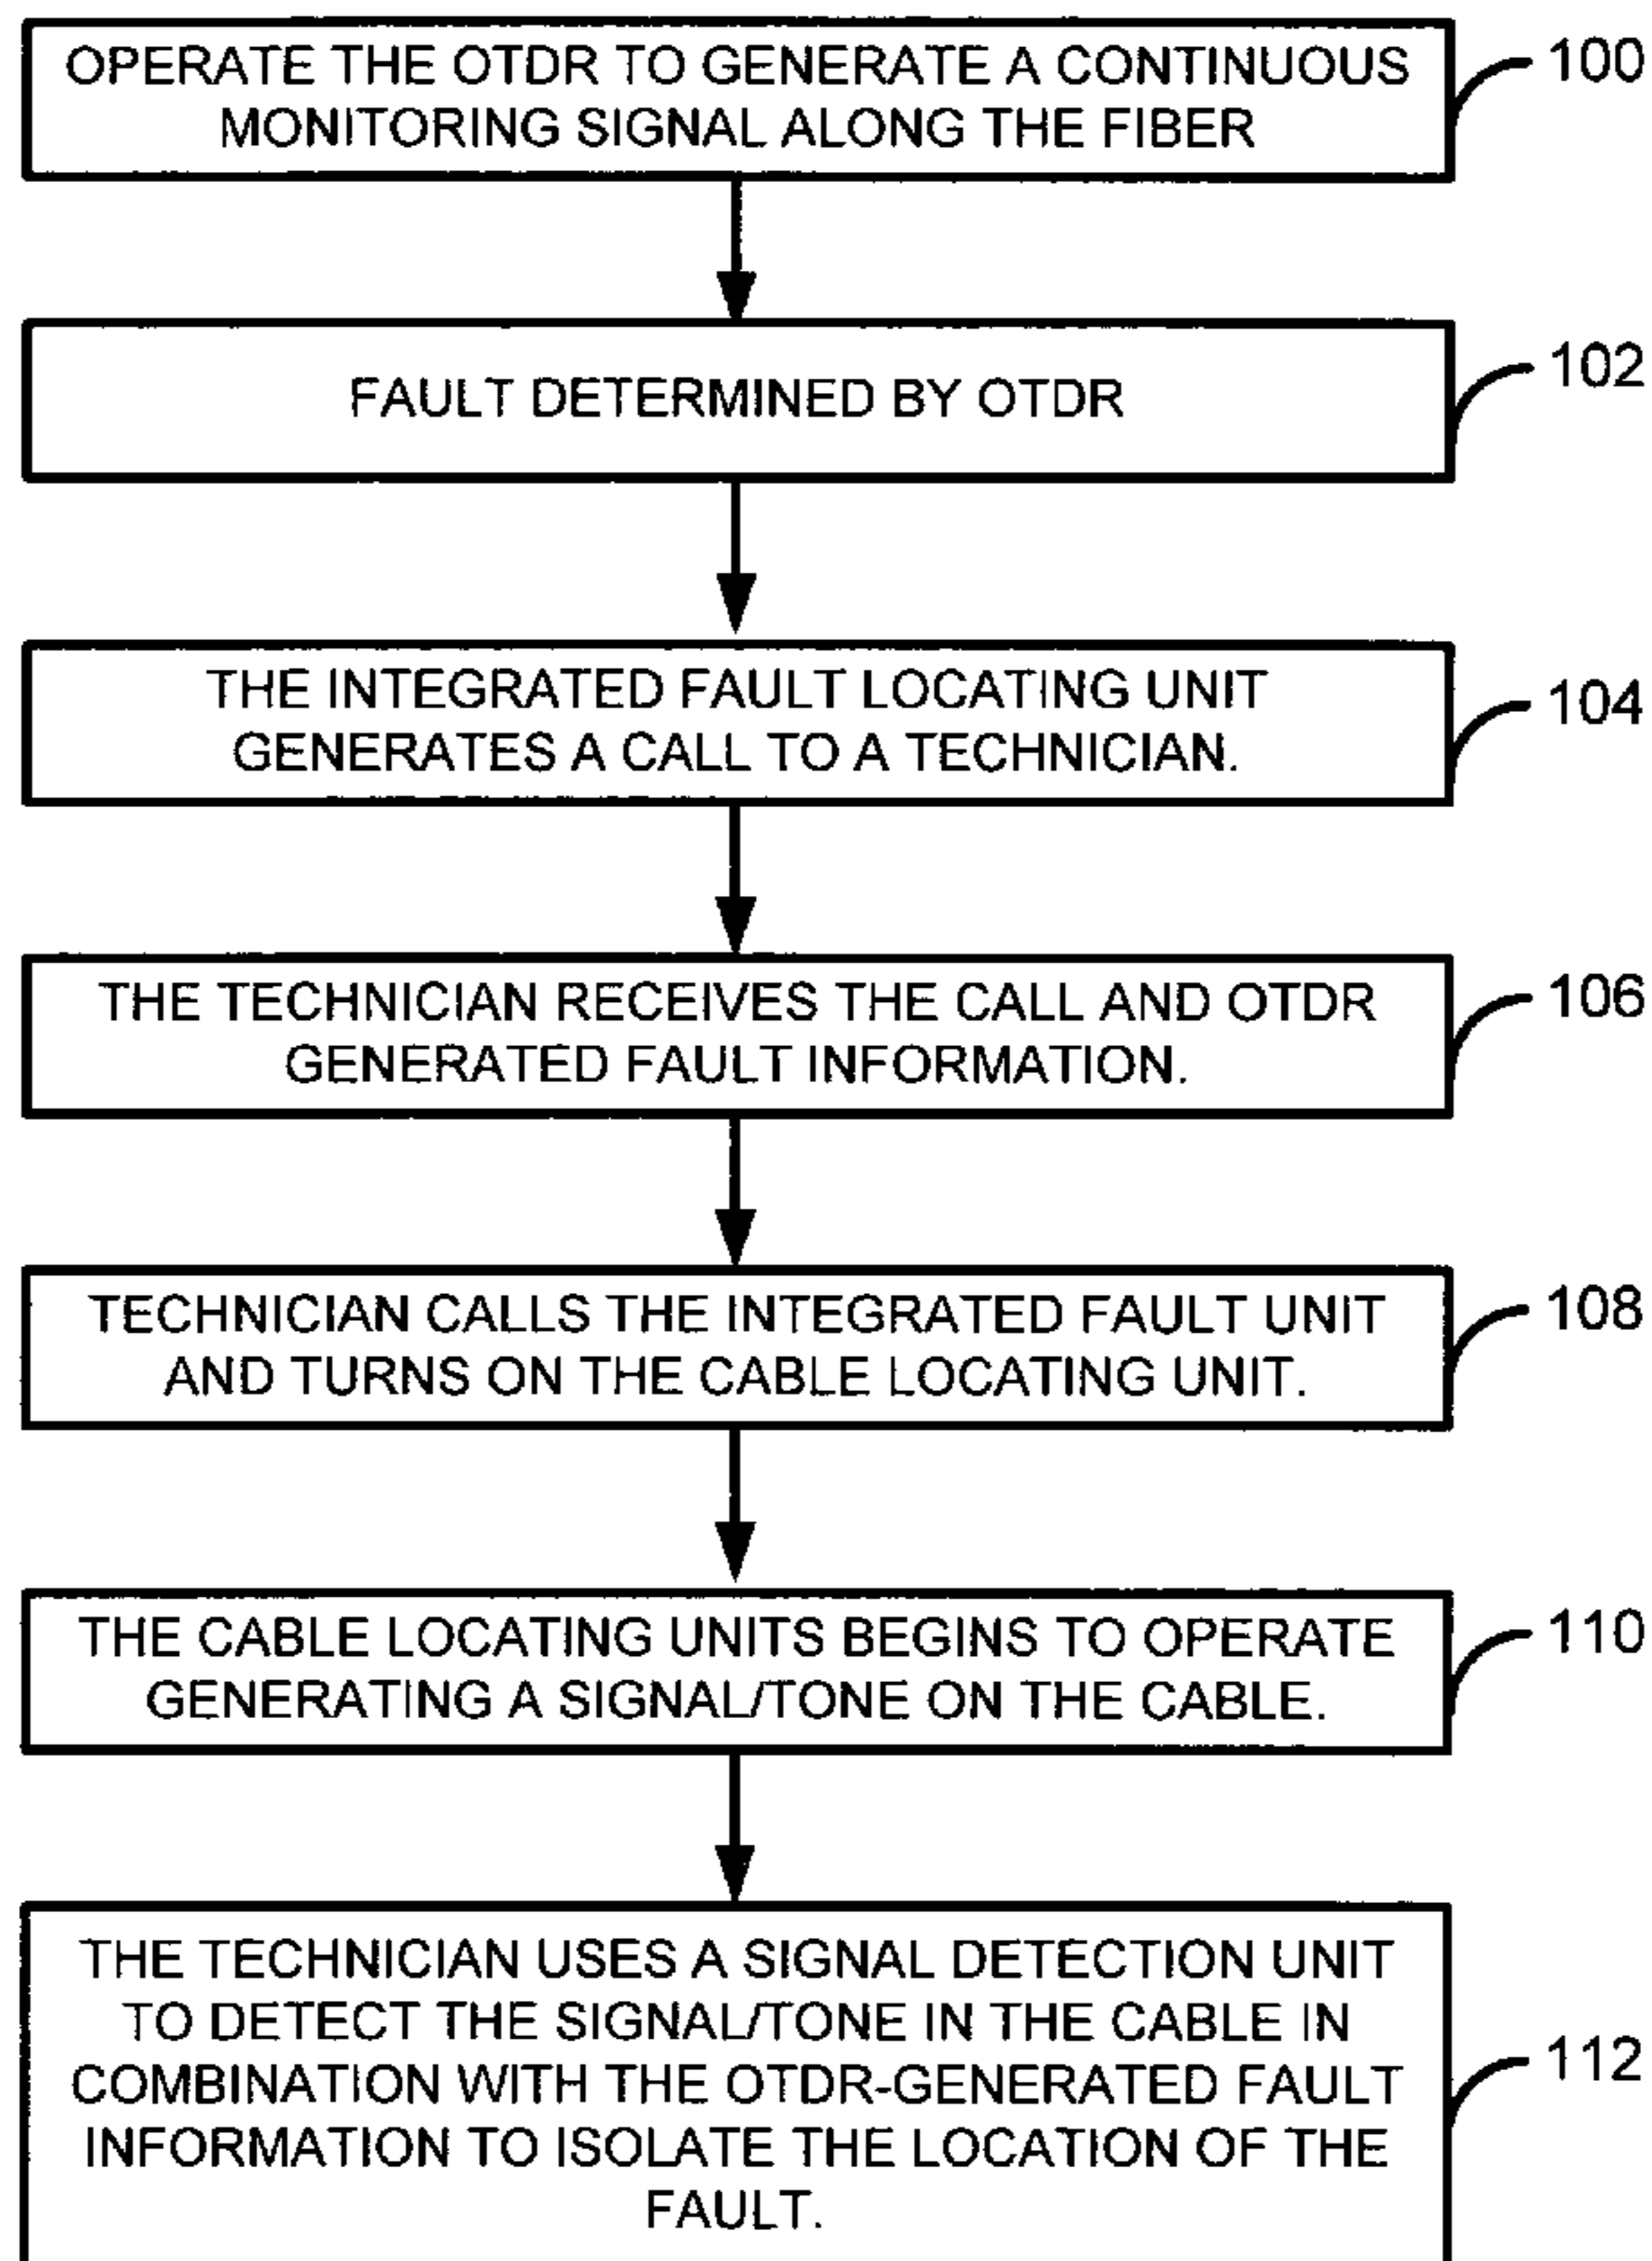 OPERATE THE OTDR TO GENERATE A CONTINUOUS
MONITORING SIGNAL ALONG THE FIBER
100
FAULT DETERMINED BY OTDR
102
THE INTEGRATED FAULT LOCATING UNIT
GENERATES A CALL TO A TECHNICIAN.
104
THE TECHNICIAN RECEIVES THE CALL AND OTDR
GENERATED FAULT INFORMATION.
106
TECHNICIAN CALLS THE INTEGRATED FAULT UNIT
AND TURNS ON THE CABLE LOCATING UNIT.
108
THE CABLE LOCATING UNITS BEGINS TO OPERATE
GENERATING A SIGNAL/TONE ON THE CABLE.
110
THE TECHNICIAN USES A SIGNAL DETECTION UNIT
TO DETECT THE SIGNAL/TONE IN THE CABLE IN
COMBINATION WITH THE OTDR-GENERATED FAULT
INFORMATION TO ISOLATE THE LOCATION OF THE
FAULT.
112